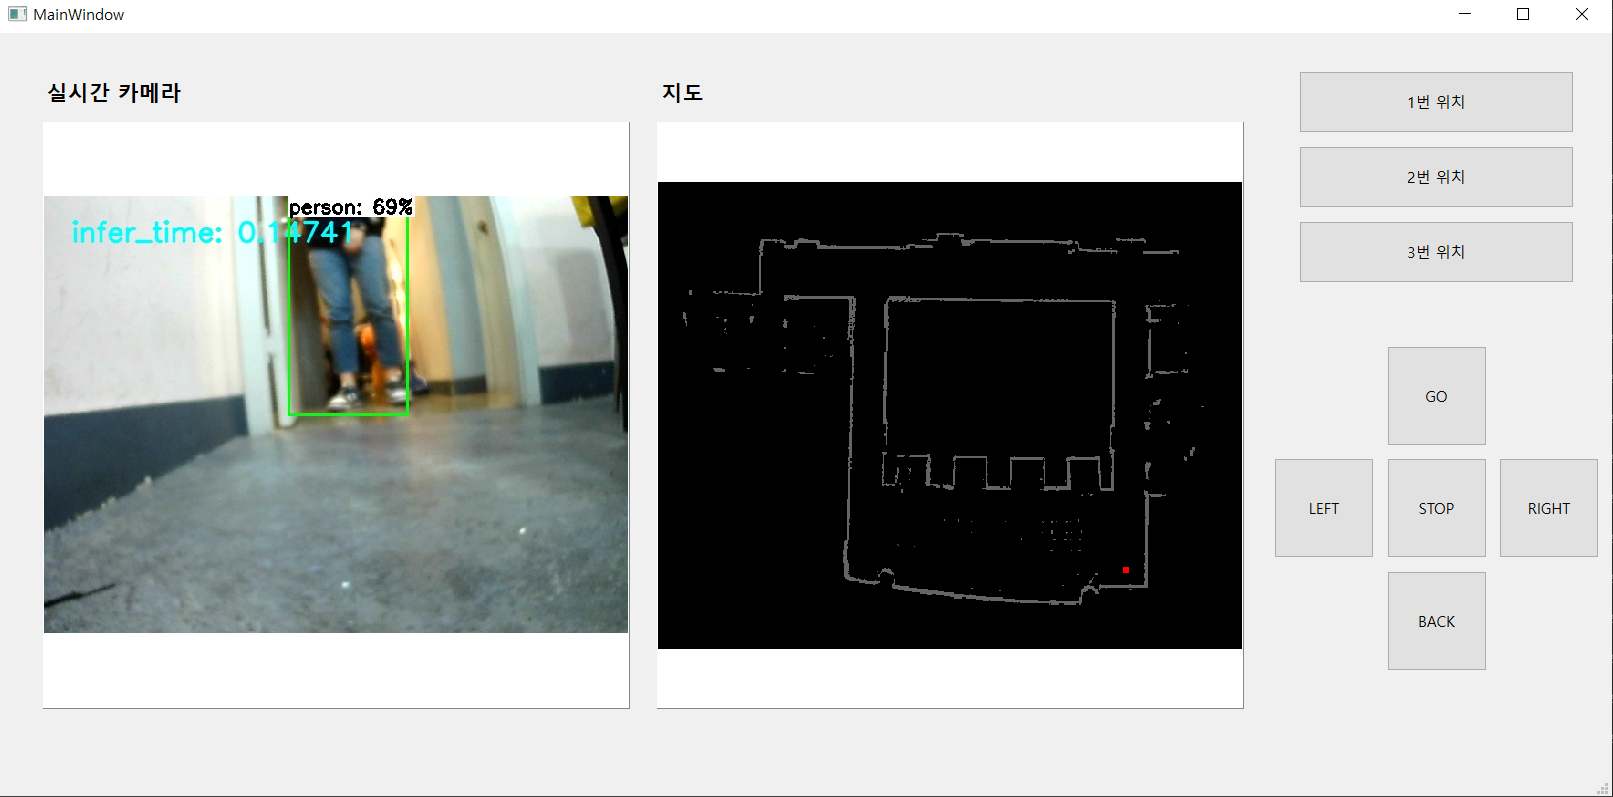 MainWindow
실시간 카메라
지도
person: 69%
infer_time: 0.14741
1번 위치
2번 위치
3번 위치
GO
LEFT
STOP
RIGHT
BACK